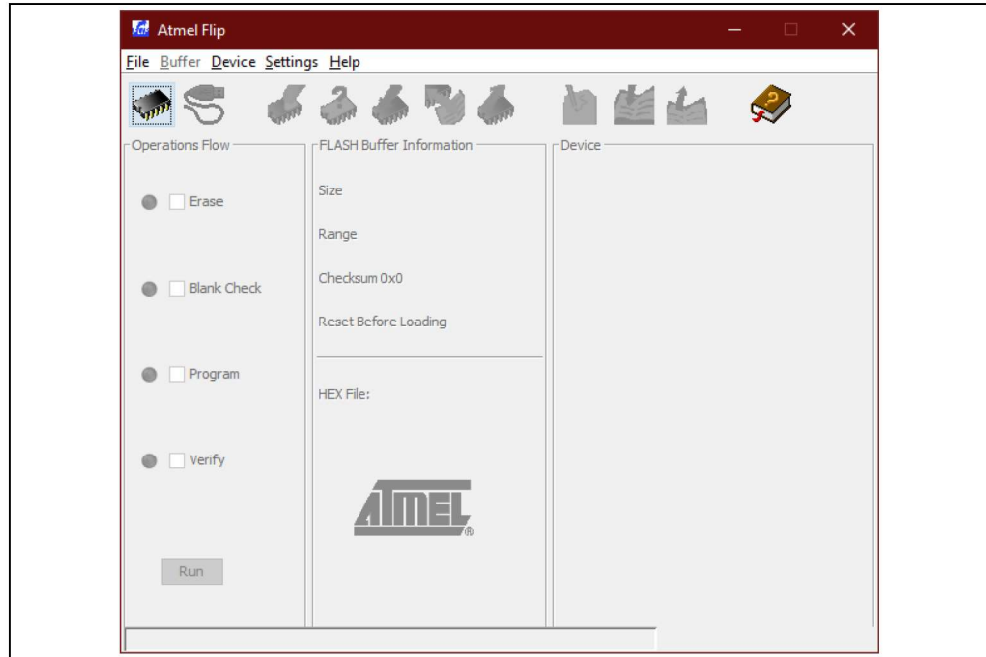 Atmel Flip
File Buffer Device Settings Help
Operations Flow
Erase
Blank Check
Program
Verify
Run
FLASH Buffer Information
Size
Range
Checksum 0x0
Reset Before Loading
HEX File:
ATMEL®
Device